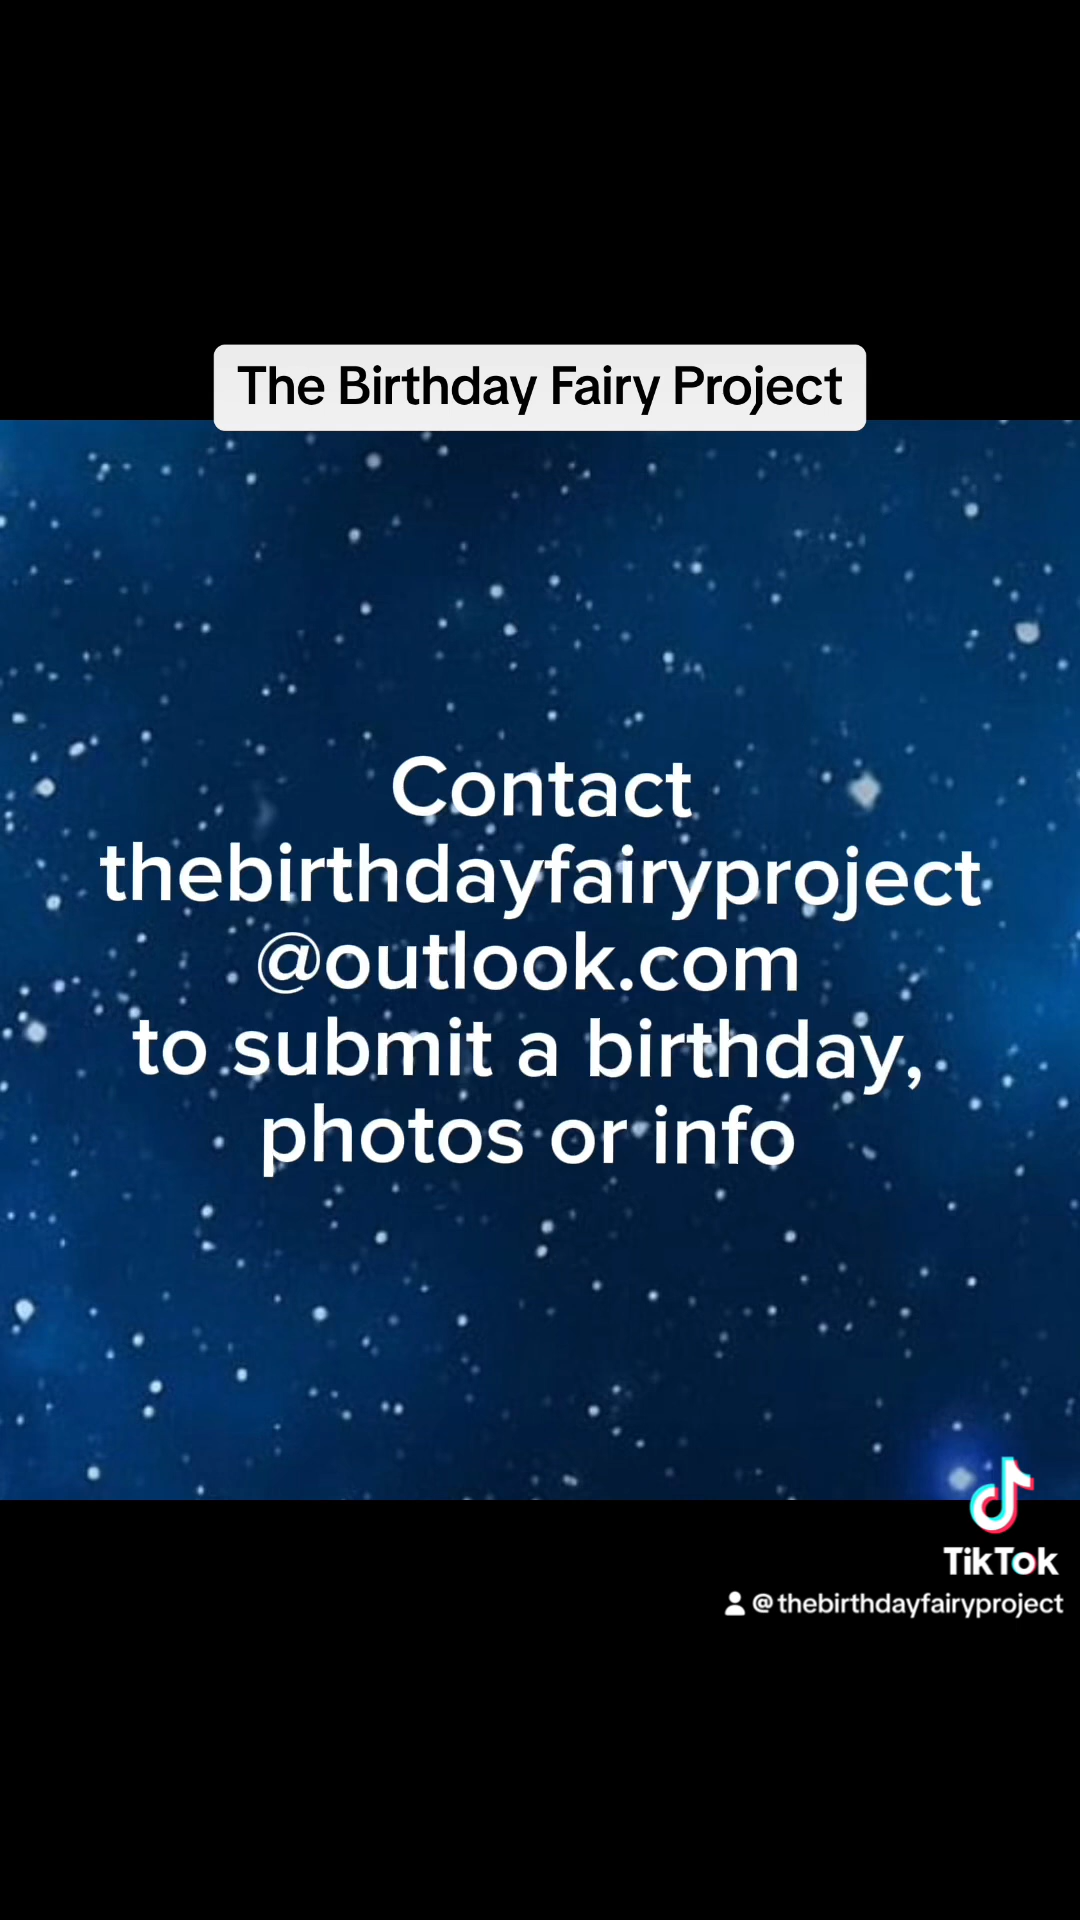 The Birthday Fairy Project
Contact
thebirthdayfairyproject
@outlook.com
to submit a birthday,
photos or info
TikTok
@thebirthdayfairyproject